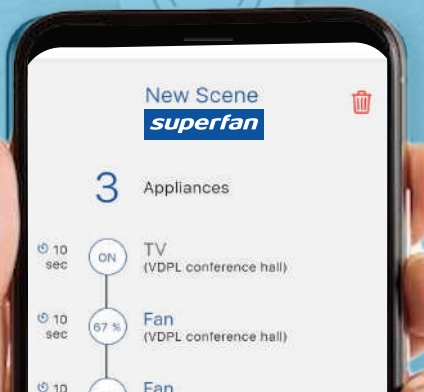 New Scene
superfan
3 Appliances
10 sec
ON
TV
(VDPL conference hall)
10 sec
67 %
Fan
(VDPL conference hall)
10
Fan